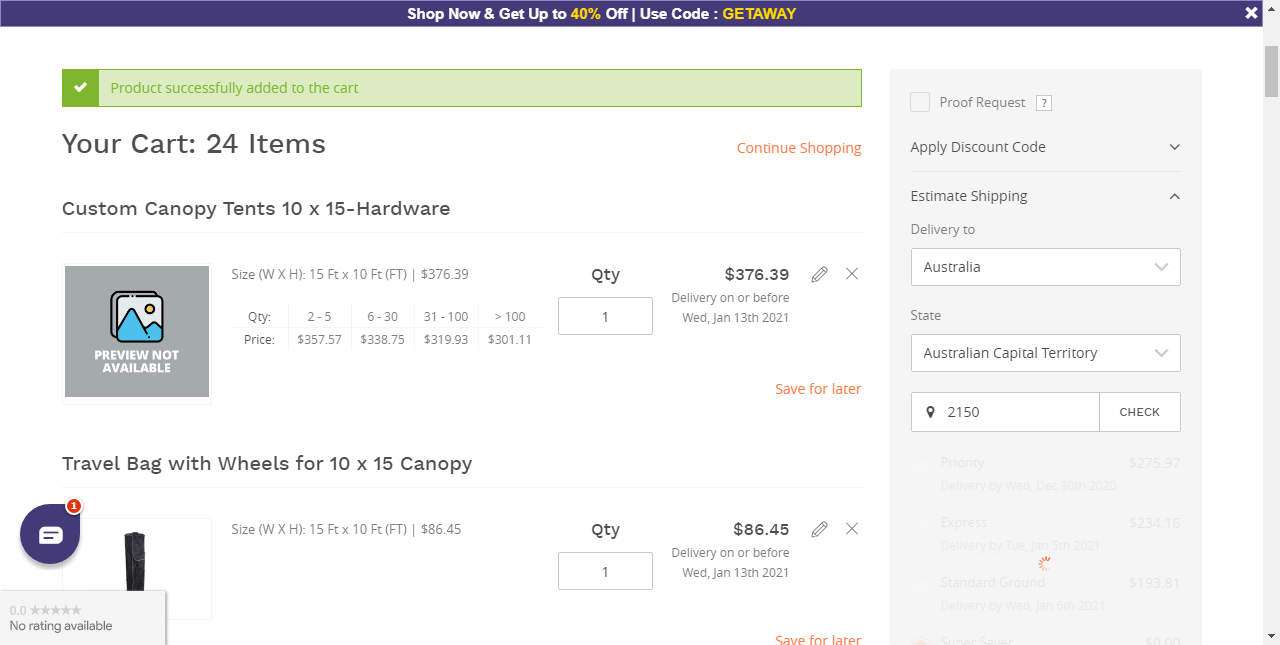 Shop Now & Get Up to 40% Off | Use Code : GETAWAY
Product successfully added to the cart
Your Cart: 24 Items
Continue Shopping
Custom Canopy Tents 10 x 15-Hardware
PREVIEW NOT
AVAILABLE
Size (W X H): 15 Ft x 10 Ft (FT) | $376.39
Qty: 2 - 5 6 - 30 31 - 100 > 100
Price: $357.57 $338.75 $319.93 $301.11
Qty
1
$376.39
Delivery on or before
Wed, Jan 13th 2021
Save for later
Travel Bag with Wheels for 10 x 15 Canopy
Size (W X H): 15 Ft x 10 Ft (FT) | $86.45
Qty
1
$86.45
Delivery on or before
Wed, Jan 13th 2021
Save for later
1
0.0
No rating available
Proof Request ?
Apply Discount Code
Estimate Shipping
Delivery to
Australia
State
Australian Capital Territory
2150 CHECK
Priority $275.97
Delivery by Wed, Dec 30th 2020
Express $234.16
Delivery by Tue, Jan 5th 2021
Standard Ground $193.81
Delivery by Wed, Jan 6th 2021
Super Saver $0.00